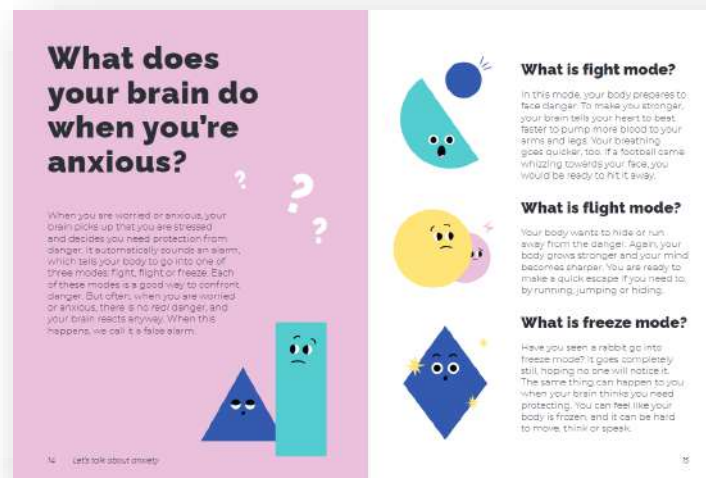 What does
your brain do
when you're
anxious?
? ? ?
When you are worried or anxious, your
brain picks up that you are stressed
and decides you need protection from
danger. It automatically sounds an alarm,
which tells your body to go into one of
three modes: fight, flight or freeze. Each
of these modes is a good way to confront
danger. But often, when you are worried
or anxious, there is no real danger, and
your brain reacts anyway. When this
happens, we call it a false alarm.
14 Let's talk about anxiety
What is fight mode?
In this mode, your body prepares to
face danger. To make you stronger,
your brain tells your heart to beat
faster to pump more blood to your
arms and legs. Your breathing
goes quicker, too. If a football came
whizzing towards your face, you
would be ready to hit it away.
What is flight mode?
Your body wants to hide or run
away from the danger. Again, your
body grows stronger and your mind
becomes sharper. You are ready to
make a quick escape if you need to,
by running, jumping or hiding.
What is freeze mode?
Have you seen a rabbit go into
freeze mode? It goes completely
still, hoping no one will notice it.
The same thing can happen to you
when your brain thinks you need
protecting. You can feel like your
body is frozen, and it can be hard
to move, think or speak.
15